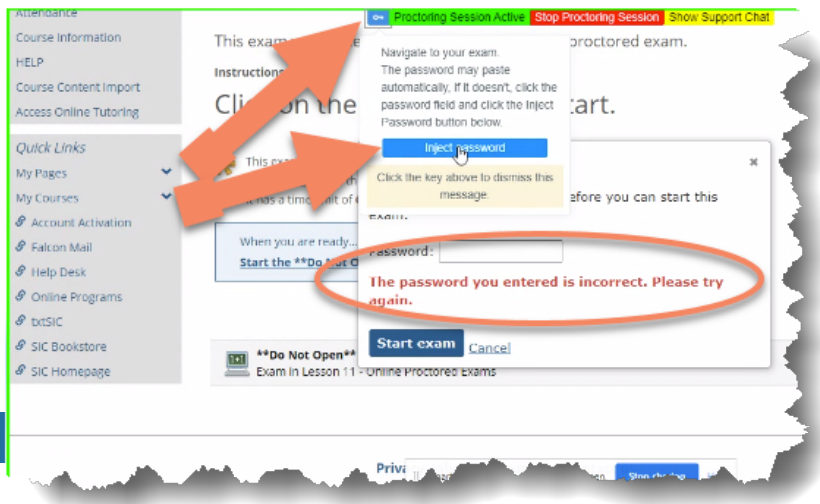 Attendance
Course Information
HELP
Course Content Import
Access Online Tutoring
Quick Links
My Pages
My Courses
Account Activation
Falcon Mail
Help Desk
Online Programs
txtSIC
SIC Bookstore
SIC Homepage
Proctoring Session Active Stop Proctoring Session Show Support Chat
This exam proctored exam.
Click on the
Navigate to your exam.
The password may paste
automatically, If it doesn't, click the
password field and click the Inject
Password button below.
Inject password
Click the key above to dismiss this
message.
This
has a time limit of
When you are ready...
Start the **Do Not
before you can start this
exam.
Password:
The password you entered is incorrect. Please try
again.
Start exam Cancel
**Do Not Open**
Exam in Lesson 11 - Online Proctored Exams
Stop sharing